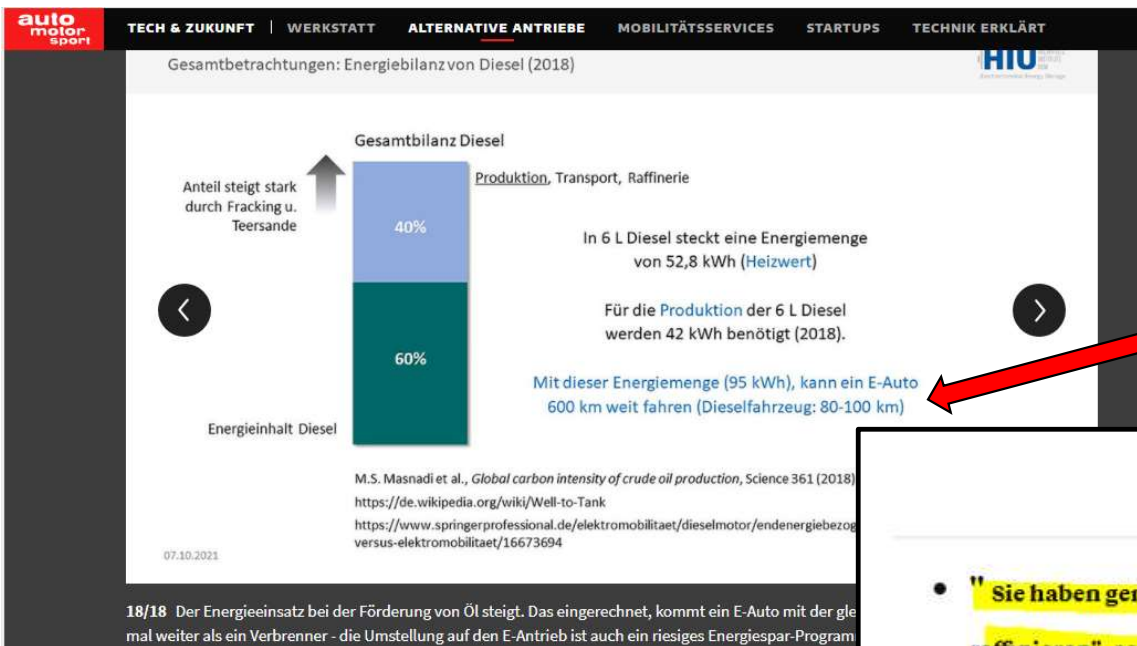 auto
motor
sport
TECH & ZUKUNFT | WERKSTATT ALTERNATIVE ANTRIEBE MOBILITÄTSSERVICES STARTUPS TECHNIK ERKLÄRT
Gesamtbetrachtungen: Energiebilanz von Diesel (2018)
HIU
Gesamtbilanz Diesel
Anteil steigt stark
durch Fracking u.
Teersande
Produktion, Transport, Raffinerie
40%
In 6 L Diesel steckt eine Energiemenge
von 52,8 kWh (Heizwert)
Für die Produktion der 6 L Diesel
werden 42 kWh benötigt (2018).
60%
Mit dieser Energiemenge (95 kWh), kann ein E-Auto
600 km weit fahren (Dieselfahrzeug: 80-100 km)
Energieinhalt Diesel
M.S. Masnadi et al., Global carbon intensity of crude oil production, Science 361 (2018)
https://de.wikipedia.org/wiki/Well-to-Tank
https://www.springerprofessional.de/elektromobilitaet/dieselmotor/endenergiebezog
versus-elektromobilitaet/16673694
07.10.2021
18/18 Der Energieeinsatz bei der Förderung von Öl steigt. Das eingerechnet, kommt ein E-Auto mit der gle
mal weiter als ein Verbrenner - die Umstellung auf den E-Antrieb ist auch ein riesiges Energiespar-Program
• " Sie haben ger